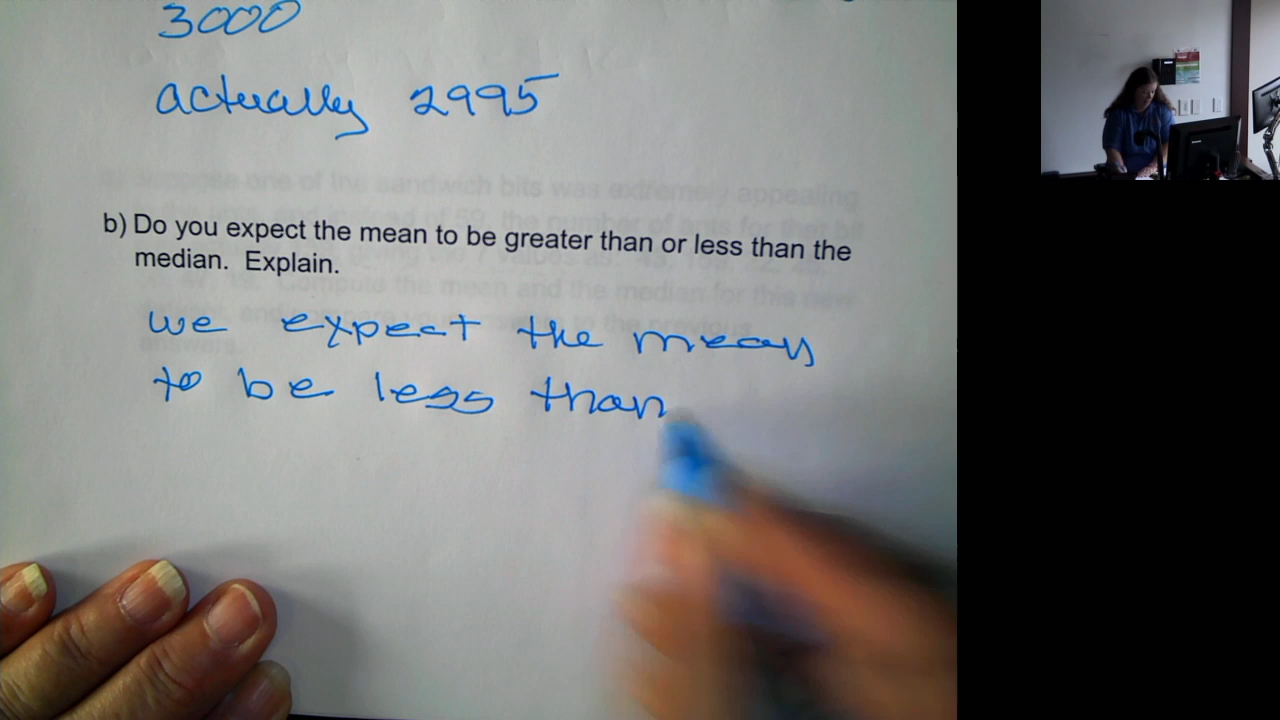 3000
actually 2995
b) Do you expect the mean to be greater than or less than the
median. Explain.
we expect the mean
to be less than